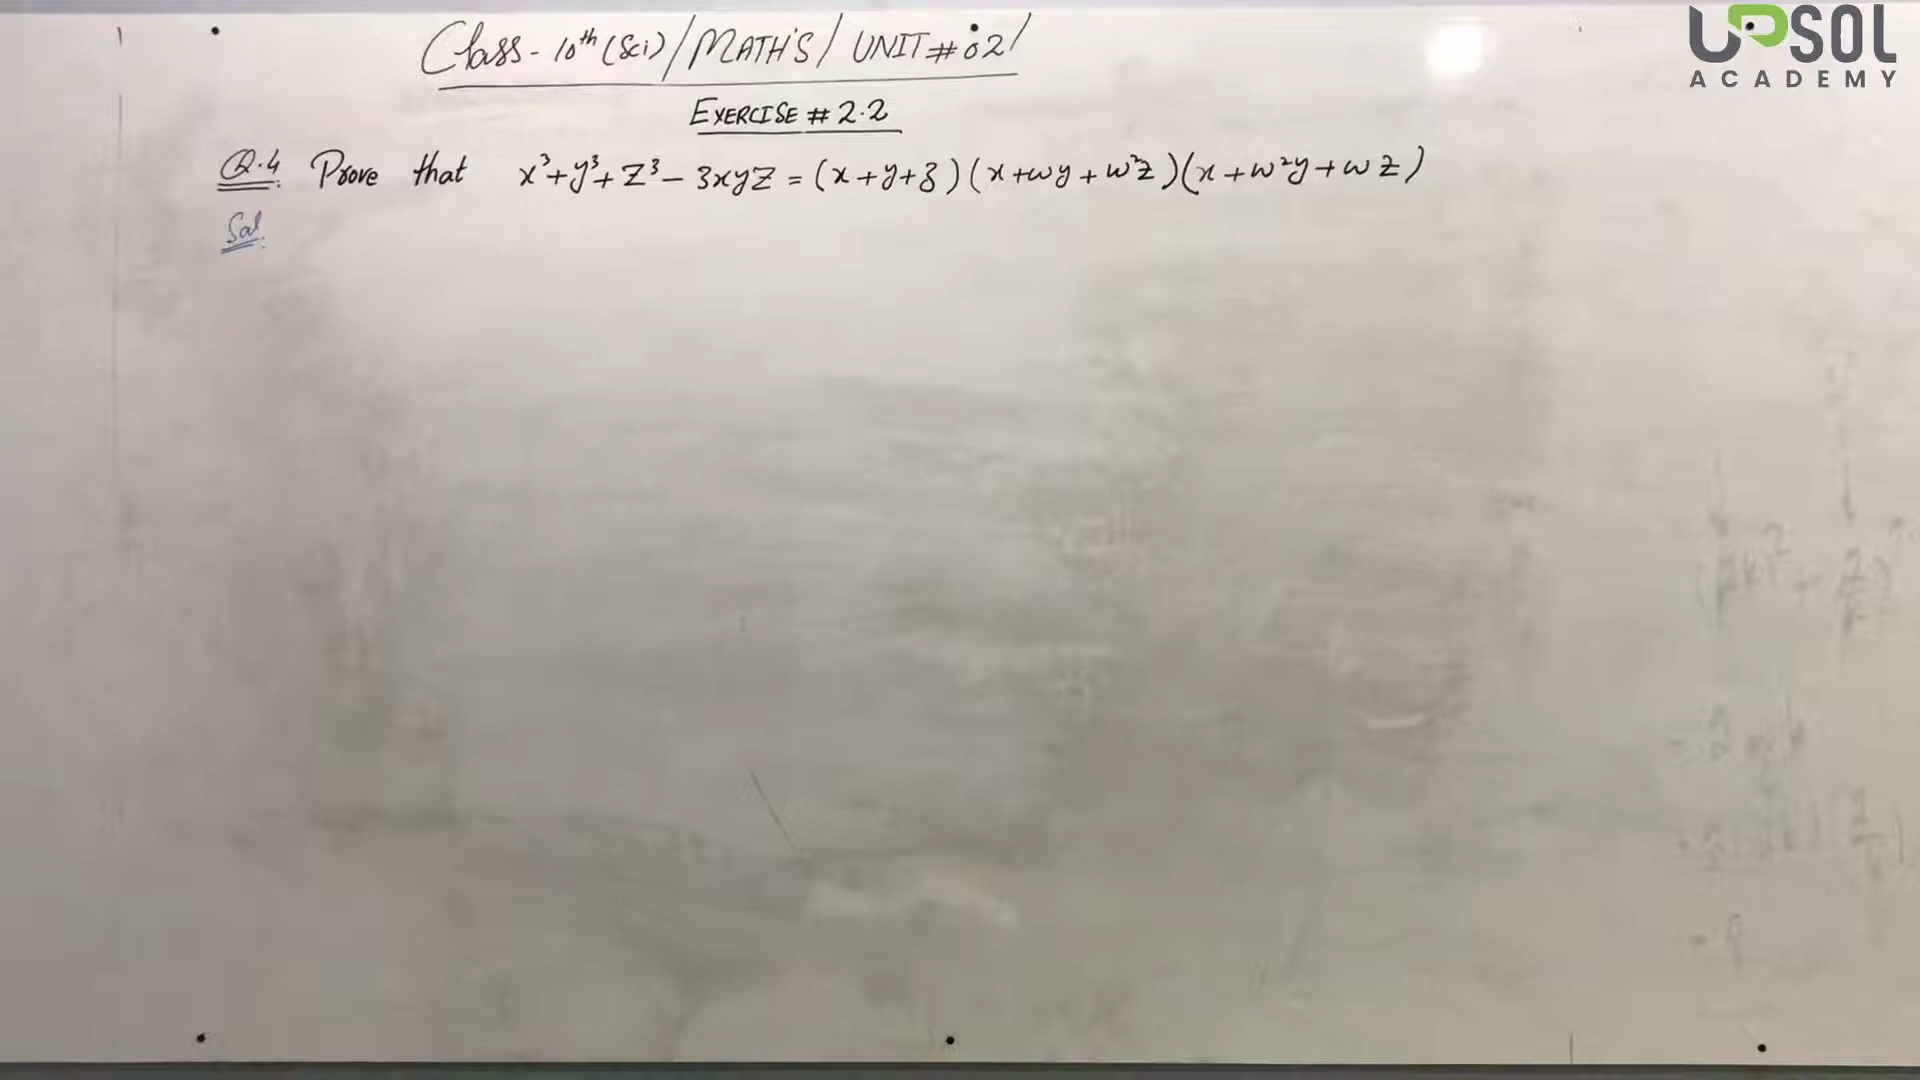 Class - 10th (Sci) / MATH'S / UNIT # 02 /
UPSOL
ACADEMY
EXERCISE # 2.2
Q.4 Prove that x³+y³+z³ - 3xyz = (x+y+z)(x+ωy+ω²z)(x+ω²y+ωz)
Sol.